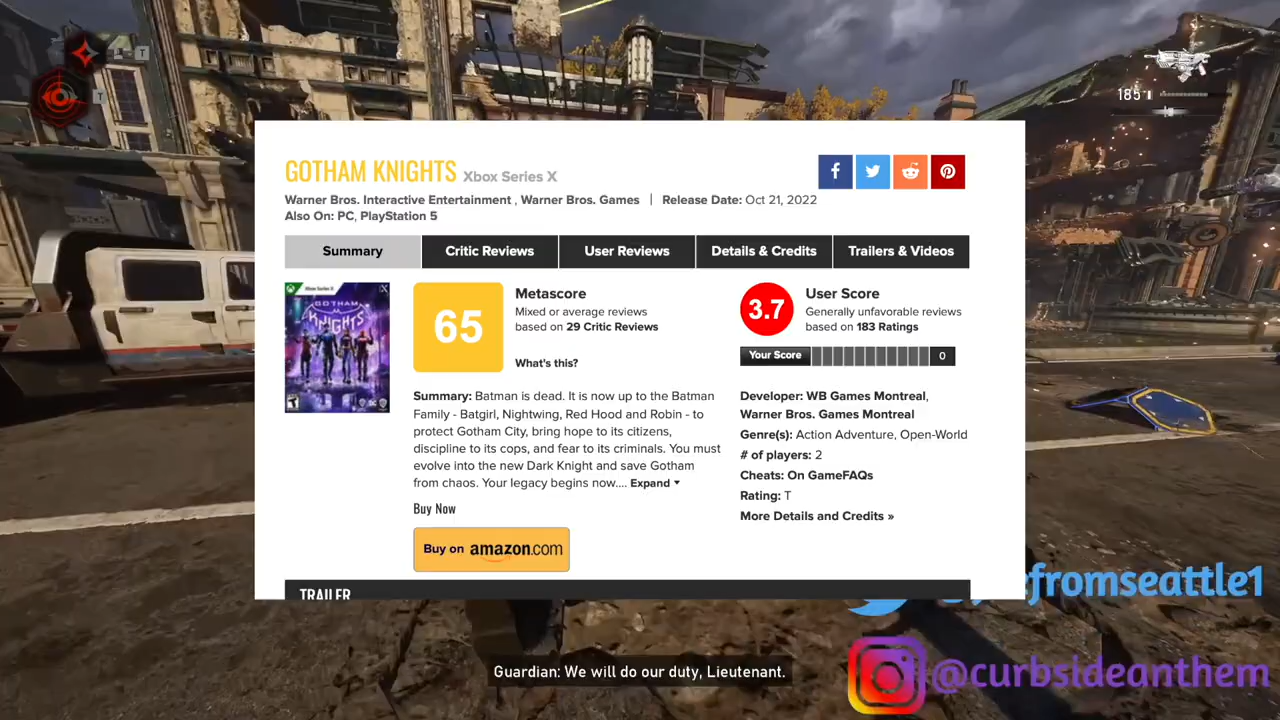 T
T
185
GOTHAM KNIGHTS Xbox Series X
Warner Bros. Interactive Entertainment , Warner Bros. Games | Release Date: Oct 21, 2022
Also On: PC, PlayStation 5
Summary Critic Reviews User Reviews Details & Credits Trailers & Videos
GOTHAM
KNIGHTS
65
Metascore
Mixed or average reviews
based on 29 Critic Reviews
What's this?
3.7
User Score
Generally unfavorable reviews
based on 183 Ratings
Your Score 0
Summary: Batman is dead. It is now up to the Batman
Family - Batgirl, Nightwing, Red Hood and Robin - to
protect Gotham City, bring hope to its citizens,
discipline to its cops, and fear to its criminals. You must
evolve into the new Dark Knight and save Gotham
from chaos. Your legacy begins now.... Expand
Buy Now
Buy on amazon.com
Developer: WB Games Montreal,
Warner Bros. Games Montreal
Genre(s): Action Adventure, Open-World
# of players: 2
Cheats: On GameFAQs
Rating: T
More Details and Credits »
TRAILER
fromseattle1
Guardian: We will do our duty, Lieutenant.
@curbsideanthem